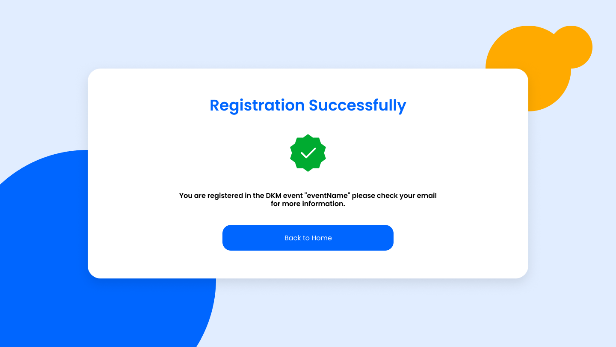 Registration Successfully
You are registered in the DKM event "eventName" please check your email
for more information.
Back to Home